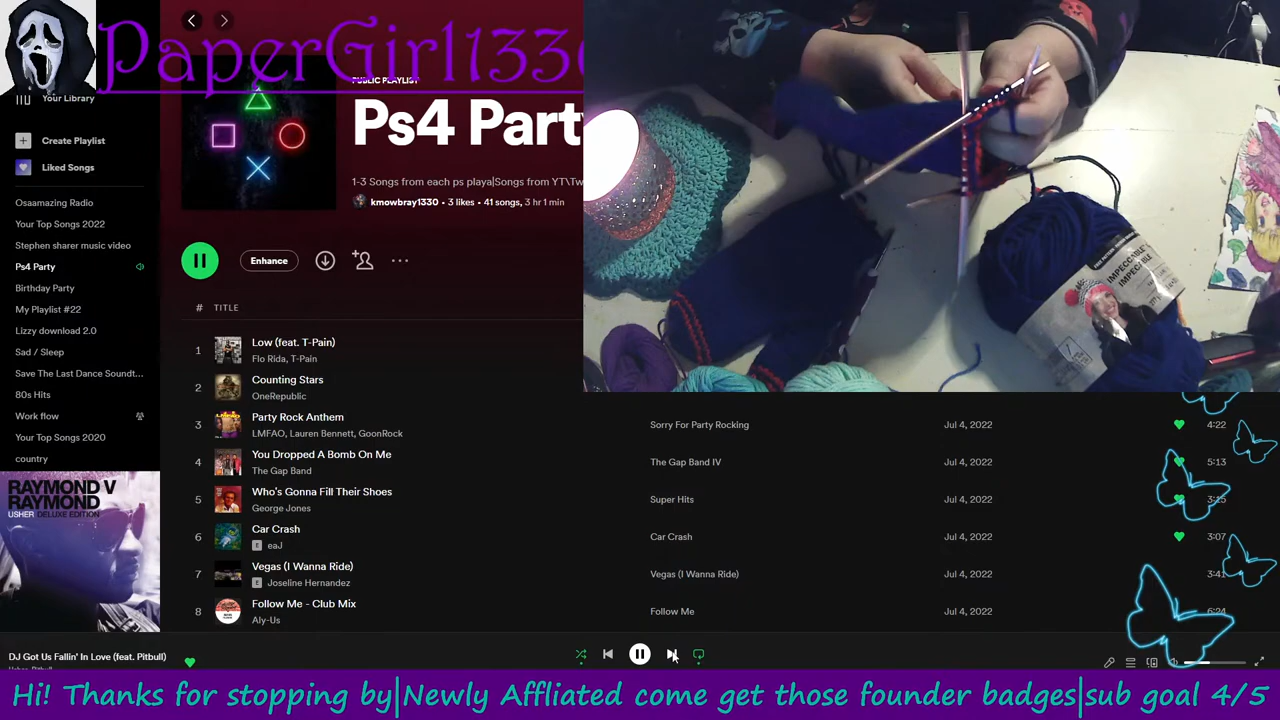 PaperGirl1330
PUBLIC PLAYLIST
Ps4 Party
1-3 Songs from each ps playa|Songs from YT\Tw
kmowbray1330 • 3 likes • 41 songs, 3 hr 1 min
Your Library
Create Playlist
Liked Songs
Osaamazing Radio
Your Top Songs 2022
Stephen sharer music video
Ps4 Party
Birthday Party
My Playlist #22
Lizzy download 2.0
Sad / Sleep
Save The Last Dance Soundt...
80s Hits
Work flow
Your Top Songs 2020
country
RAYMOND V
RAYMOND
USHER DELUXE EDITION
Enhance
# TITLE
1 Low (feat. T-Pain)
Flo Rida, T-Pain
2 Counting Stars
OneRepublic
3 Party Rock Anthem Sorry For Party Rocking Jul 4, 2022 4:22
LMFAO, Lauren Bennett, GoonRock
4 You Dropped A Bomb On Me The Gap Band IV Jul 4, 2022 5:13
The Gap Band
5 Who's Gonna Fill Their Shoes Super Hits Jul 4, 2022 3:15
George Jones
6 Car Crash Car Crash Jul 4, 2022 3:07
E eaJ
7 Vegas (I Wanna Ride) Vegas (I Wanna Ride) Jul 4, 2022 3:41
E Joseline Hernandez
8 Follow Me - Club Mix Follow Me Jul 4, 2022 6:24
Aly-Us
IMPECCABLE
DJ Got Us Fallin' In Love (feat. Pitbull)
Usher, Pitbull
Hi! Thanks for stopping by|Newly Affliated come get those founder badges|sub goal 4/5